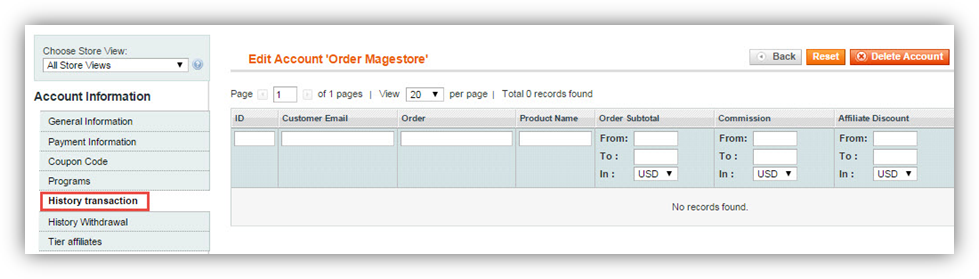 Choose Store View:
All Store Views
Account Information
General Information
Payment Information
Coupon Code
Programs
History transaction
History Withdrawal
Tier affiliates
Edit Account 'Order Magestore'
Back Reset Delete Account
Page 1 of 1 pages | View 20 per page | Total 0 records found
ID Customer Email Order Product Name Order Subtotal Commission Affiliate Discount
From: From: From:
To : To : To :
In : USD In : USD In : USD
No records found.